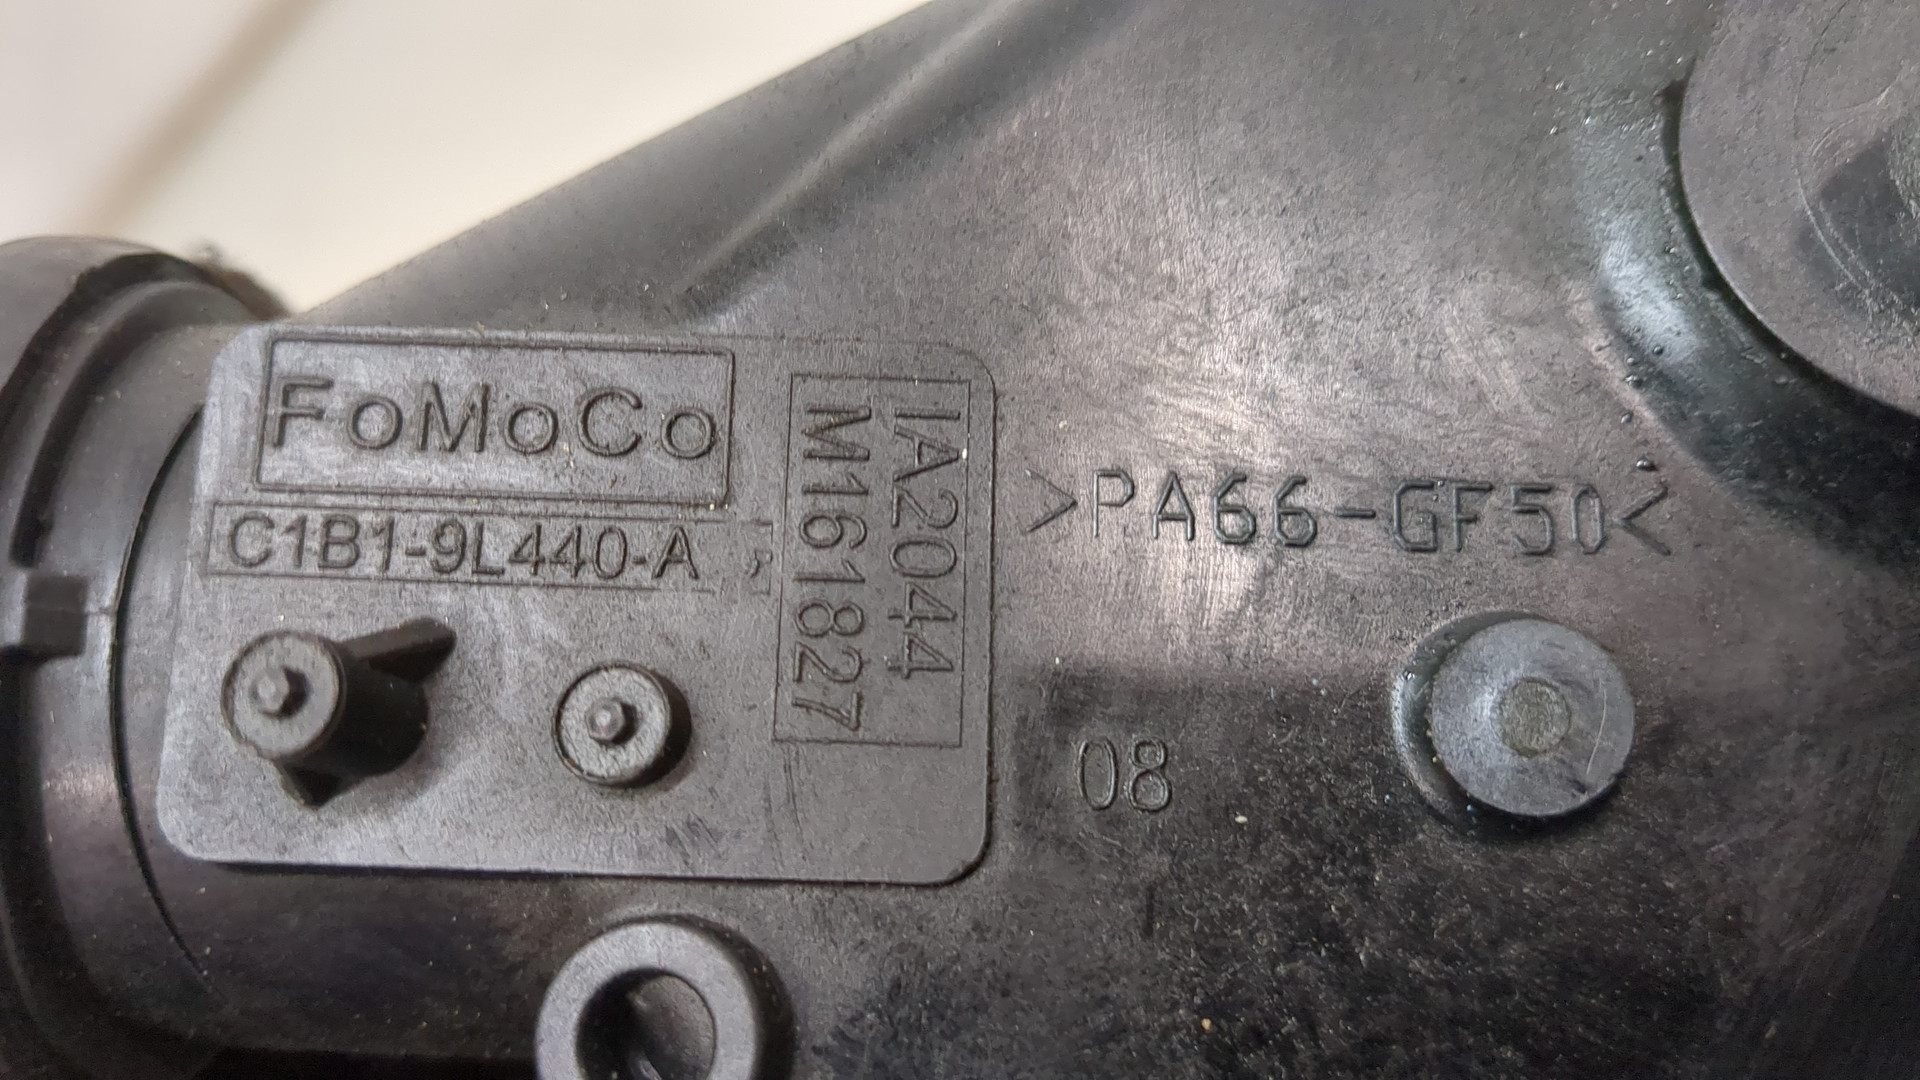 FoMoCo
C1B1-9L440-A
IA2044
M161827
>PA66-GF50<
08